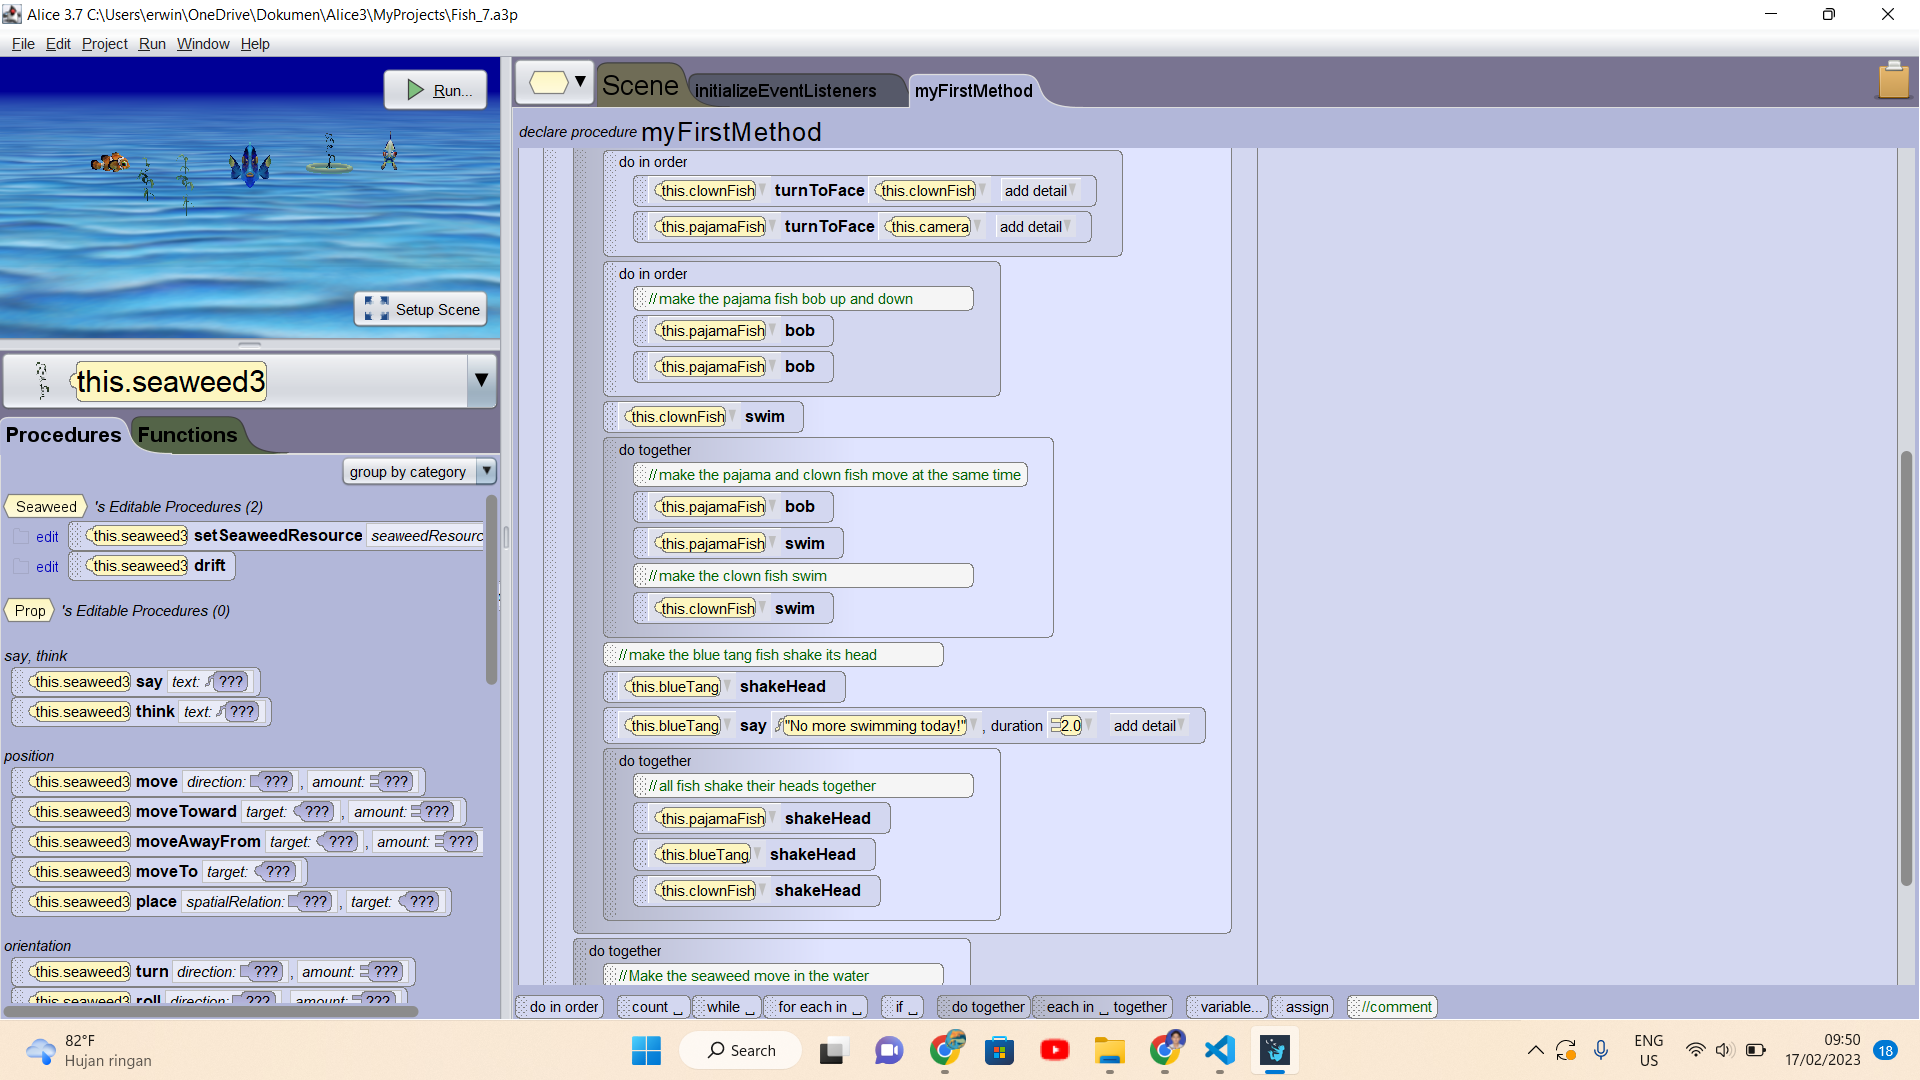 Alice 3.7 C:\Users\erwin\OneDrive\Dokumen\Alice3\MyProjects\Fish_7.a3p
File Edit Project Run Window Help
Run...
Setup Scene
this.seaweed3
Procedures Functions
group by category
Seaweed 's Editable Procedures (2)
edit this.seaweed3 setSeaweedResource seaweedResourc
edit this.seaweed3 drift
Prop 's Editable Procedures (0)
say, think
this.seaweed3 say text: ???
this.seaweed3 think text: ???
position
this.seaweed3 move direction: ??? , amount: ???
this.seaweed3 moveToward target: ??? , amount: ???
this.seaweed3 moveAwayFrom target: ??? , amount: ???
this.seaweed3 moveTo target: ???
this.seaweed3 place spatialRelation: ??? , target: ???
orientation
this.seaweed3 turn direction: ??? , amount: ???
this.seaweed3 roll direction: ??? amount: ???
Scene initializeEventListeners myFirstMethod
declare procedure myFirstMethod
do in order
this.clownFish turnToFace this.clownFish add detail
this.pajamaFish turnToFace this.camera add detail
do in order
//make the pajama fish bob up and down
this.pajamaFish bob
this.pajamaFish bob
this.clownFish swim
do together
//make the pajama and clown fish move at the same time
this.pajamaFish bob
this.pajamaFish swim
//make the clown fish swim
this.clownFish swim
//make the blue tang fish shake its head
this.blueTang shakeHead
this.blueTang say "No more swimming today!" , duration 2.0 add detail
do together
//all fish shake their heads together
this.pajamaFish shakeHead
this.blueTang shakeHead
this.clownFish shakeHead
do together
//Make the seaweed move in the water
do in order count _ while _ for each in _ if _ do together each in _ together variable... assign //comment
82°F
Hujan ringan
Search
ENG
US
09:50
17/02/2023
18